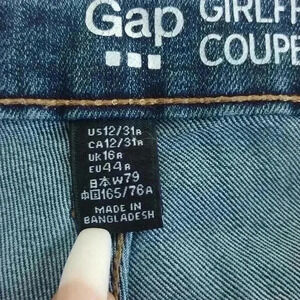 Gap GIRLF
COUPE
US12/31R
CA12/31R
UK16R
EU44R
日本W79
中国165/76A
MADE IN
BANGLADESH